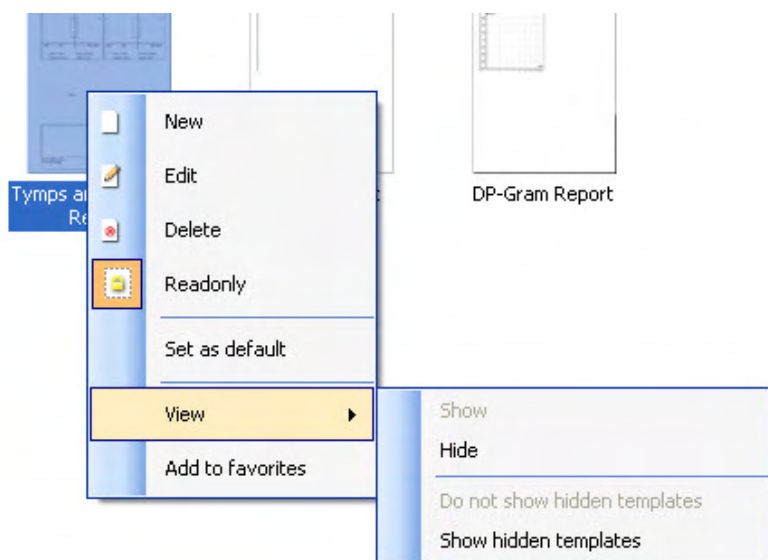 New
Edit
Tymps a
Re
DP-Gram Report
Delete
Readonly
Set as default
View
Show
Hide
Add to favorites
Do not show hidden templates
Show hidden templates